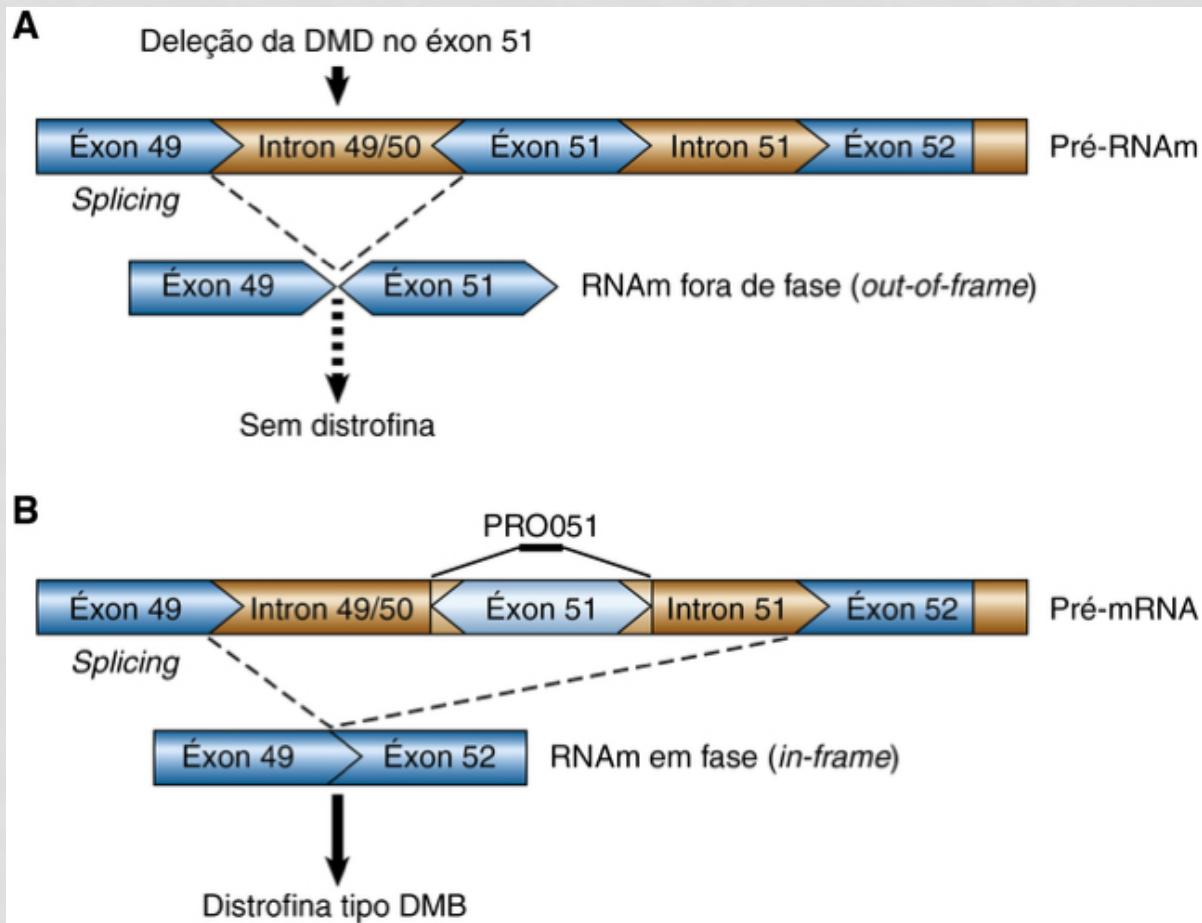 A
Deleção da DMD no éxon 51
Éxon 49 Intron 49/50 Éxon 51 Intron 51 Éxon 52 Pré-RNAm
Splicing
Éxon 49 Éxon 51 RNAm fora de fase (out-of-frame)
Sem distrofina
B
PRO051
Éxon 49 Intron 49/50 Éxon 51 Intron 51 Éxon 52 Pré-mRNA
Splicing
Éxon 49 Éxon 52 RNAm em fase (in-frame)
Distrofina tipo DMB